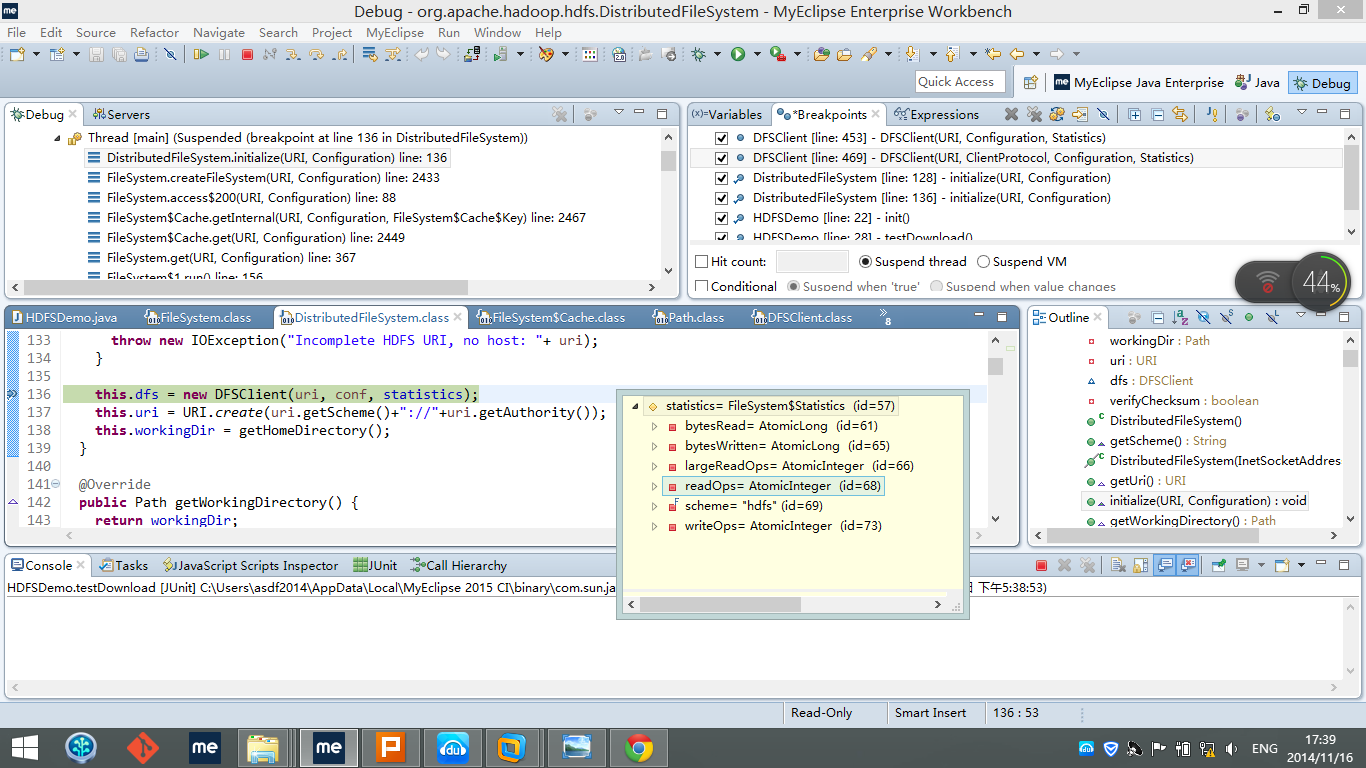 Debug - org.apache.hadoop.hdfs.DistributedFileSystem - MyEclipse Enterprise Workbench
File Edit Source Refactor Navigate Search Project MyEclipse Run Window Help
Quick Access
MyEclipse Java Enterprise
Java
Debug
Debug
Servers
Thread [main] (Suspended (breakpoint at line 136 in DistributedFileSystem))
DistributedFileSystem.initialize(URI, Configuration) line: 136
FileSystem.createFileSystem(URI, Configuration) line: 2433
FileSystem.access$200(URI, Configuration) line: 88
FileSystem$Cache.getInternal(URI, Configuration, FileSystem$Cache$Key) line: 2467
FileSystem$Cache.get(URI, Configuration) line: 2449
FileSystem.get(URI, Configuration) line: 367
FileSystem$1.run() line: 156
(x)= Variables
*Breakpoints
Expressions
DFSClient [line: 453] - DFSClient(URI, Configuration, Statistics)
DFSClient [line: 469] - DFSClient(URI, ClientProtocol, Configuration, Statistics)
DistributedFileSystem [line: 128] - initialize(URI, Configuration)
DistributedFileSystem [line: 136] - initialize(URI, Configuration)
HDFSDemo [line: 22] - init()
HDFSDemo [line: 28] - testDownload()
Hit count:
Suspend thread
Suspend VM
Conditional
Suspend when 'true'
Suspend when value changes
44%
HDFSDemo.java
FileSystem.class
DistributedFileSystem.class
FileSystem$Cache.class
Path.class
DFSClient.class
»8
133 throw new IOException("Incomplete HDFS URI, no host: "+ uri);
134 }
135
136 this.dfs = new DFSClient(uri, conf, statistics);
137 this.uri = URI.create(uri.getScheme()+"://"+uri.getAuthority());
138 this.workingDir = getHomeDirectory();
139 }
140
141 @Override
142 public Path getWorkingDirectory() {
143 return workingDir;
statistics= FileSystem$Statistics (id=57)
bytesRead= AtomicLong (id=61)
bytesWritten= AtomicLong (id=65)
largeReadOps= AtomicInteger (id=66)
readOps= AtomicInteger (id=68)
scheme= "hdfs" (id=69)
writeOps= AtomicInteger (id=73)
Outline
workingDir : Path
uri : URI
dfs : DFSClient
verifyChecksum : boolean
DistributedFileSystem()
getScheme() : String
DistributedFileSystem(InetSocketAddres
getUri() : URI
initialize(URI, Configuration) : void
getWorkingDirectory() : Path
Console
Tasks
JavaScript Scripts Inspector
JUnit
Call Hierarchy
HDFSDemo.testDownload [JUnit] C:\Users\asdf2014\AppData\Local\MyEclipse 2015 CI\binary\com.sun.ja
下午5:38:53)
Read-Only
Smart Insert
136 : 53
me
P
du
ENG
17:39
2014/11/16